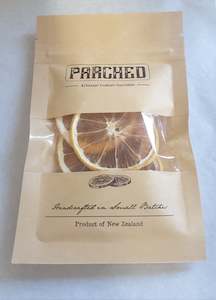 PARCHED
Handcrafted in Small Batches
Product of New Zealand